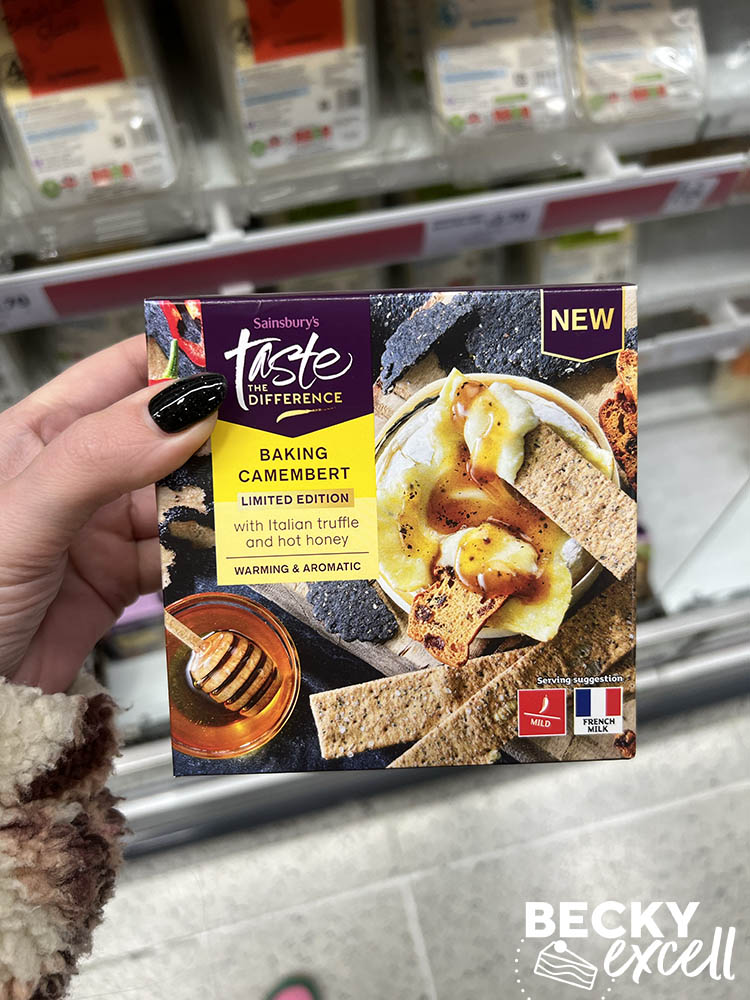 Sainsbury's
taste
THE
DIFFERENCE
BAKING
CAMEMBERT
LIMITED EDITION
with Italian truffle
and hot honey
WARMING & AROMATIC
NEW
Serving suggestion
MILD
FRENCH
MILK
BECKY
excell